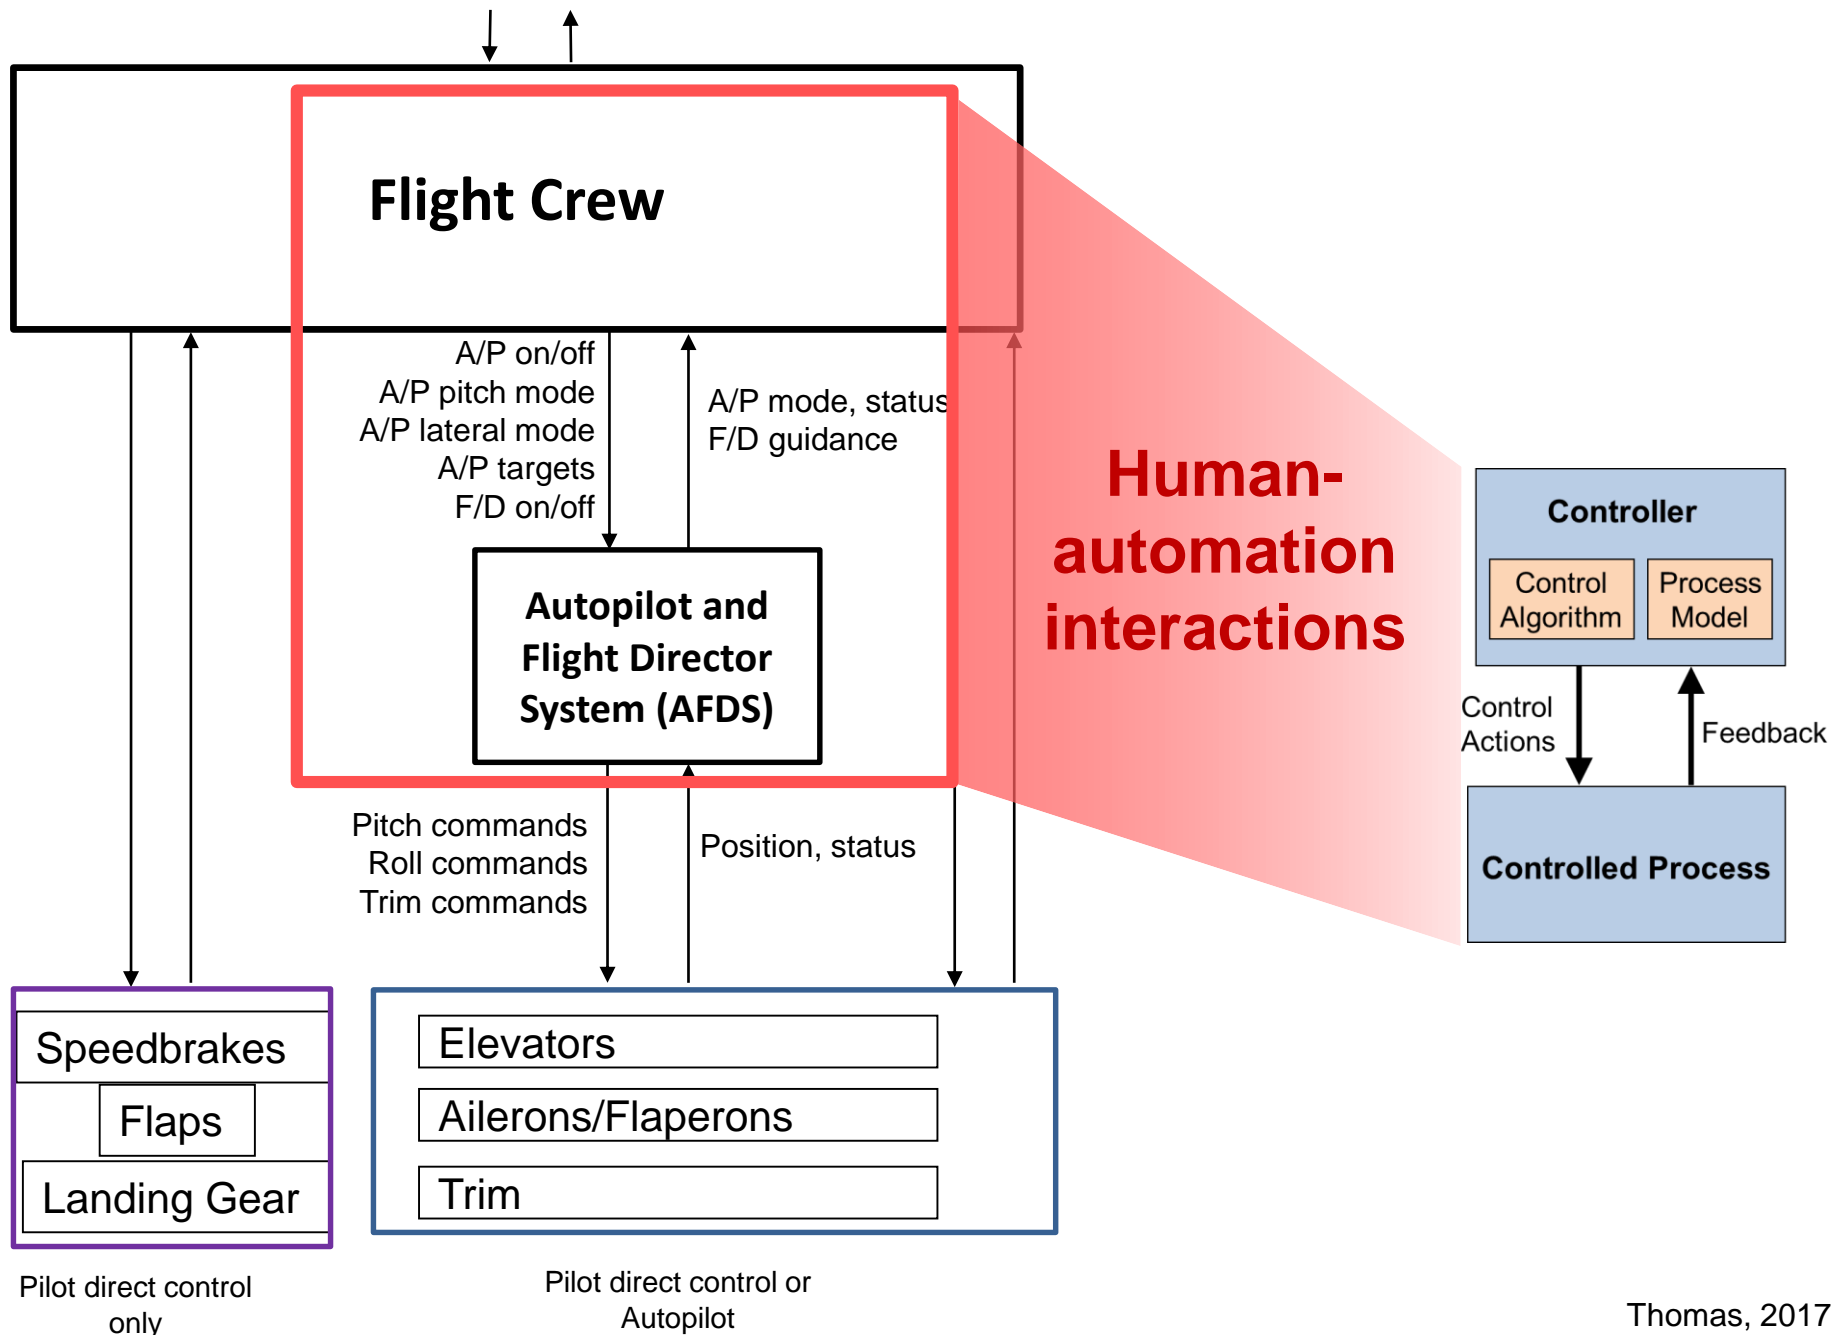 Flight Crew
A/P on/off
A/P pitch mode
A/P lateral mode
A/P targets
F/D on/off
A/P mode, status
F/D guidance
Autopilot and
Flight Director
System (AFDS)
Pitch commands
Roll commands
Trim commands
Position, status
Speedbrakes
Flaps
Landing Gear
Pilot direct control
only
Elevators
Ailerons/Flaperons
Trim
Pilot direct control or
Autopilot
Human-
automation
interactions
Controller
Control
Algorithm
Process
Model
Control
Actions
Feedback
Controlled Process
Thomas, 2017